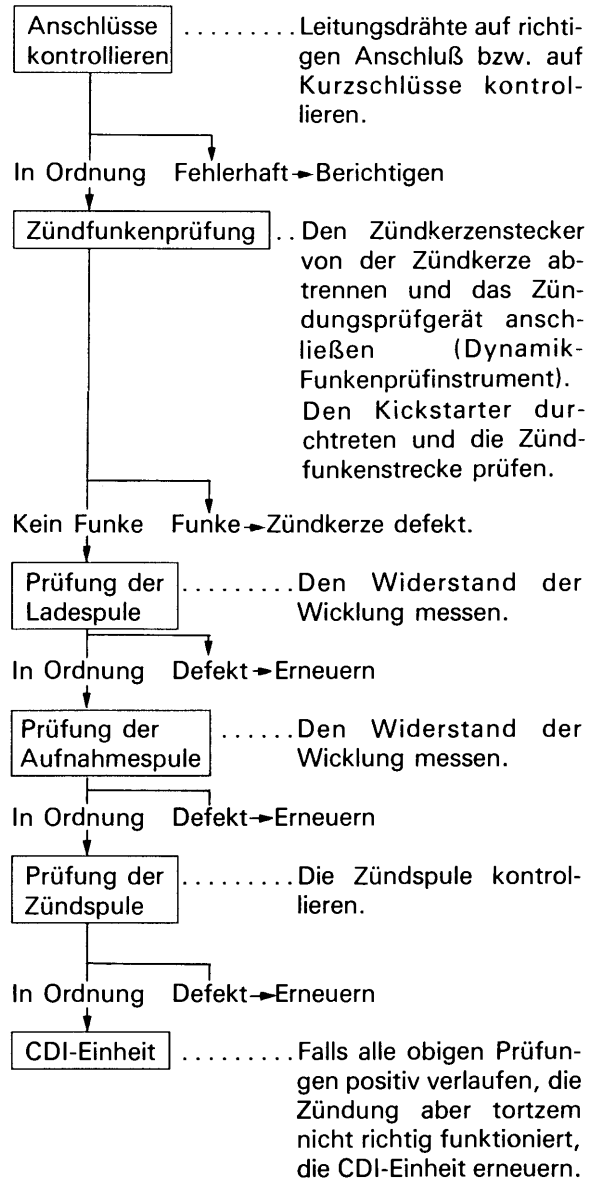 Anschlüsse ......... Leitungsdrähte auf richti-
kontrollieren gen Anschluß bzw. auf
Kurzschlüsse kontrol-
lieren.
In Ordnung Fehlerhaft→Berichtigen
Zündfunkenprüfung .. Den Zündkerzenstecker
von der Zündkerze ab-
trennen und das Zün-
dungsprüfgerät ansch-
ließen (Dynamik-
Funkenprüfinstrument).
Den Kickstarter dur-
chtreten und die Zünd-
funkenstrecke prüfen.
Kein Funke Funke→Zündkerze defekt.
Prüfung der ......... Den Widerstand der
Ladespule Wicklung messen.
In Ordnung Defekt→Erneuern
Prüfung der ...... Den Widerstand der
Aufnahmespule Wicklung messen.
In Ordnung Defekt→Erneuern
Prüfung der ......... Die Zündspule kontrol-
Zündspule lieren.
In Ordnung Defekt→Erneuern
CDI-Einheit ......... Falls alle obigen Prüfun-
gen positiv verlaufen, die
Zündung aber tortzem
nicht richtig funktioniert,
die CDI-Einheit erneuern.